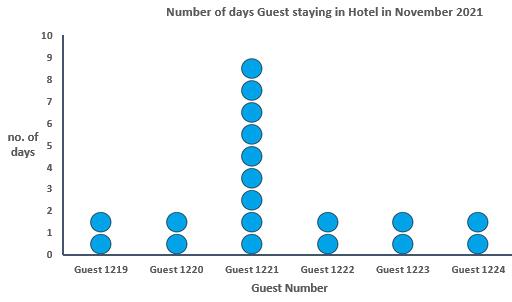 Number of days Guest staying in Hotel in November 2021
10
9
8
7
6
no. of
days
5
4
3
2
1
0
Guest 1219 Guest 1220 Guest 1221 Guest 1222 Guest 1223 Guest 1224
Guest Number